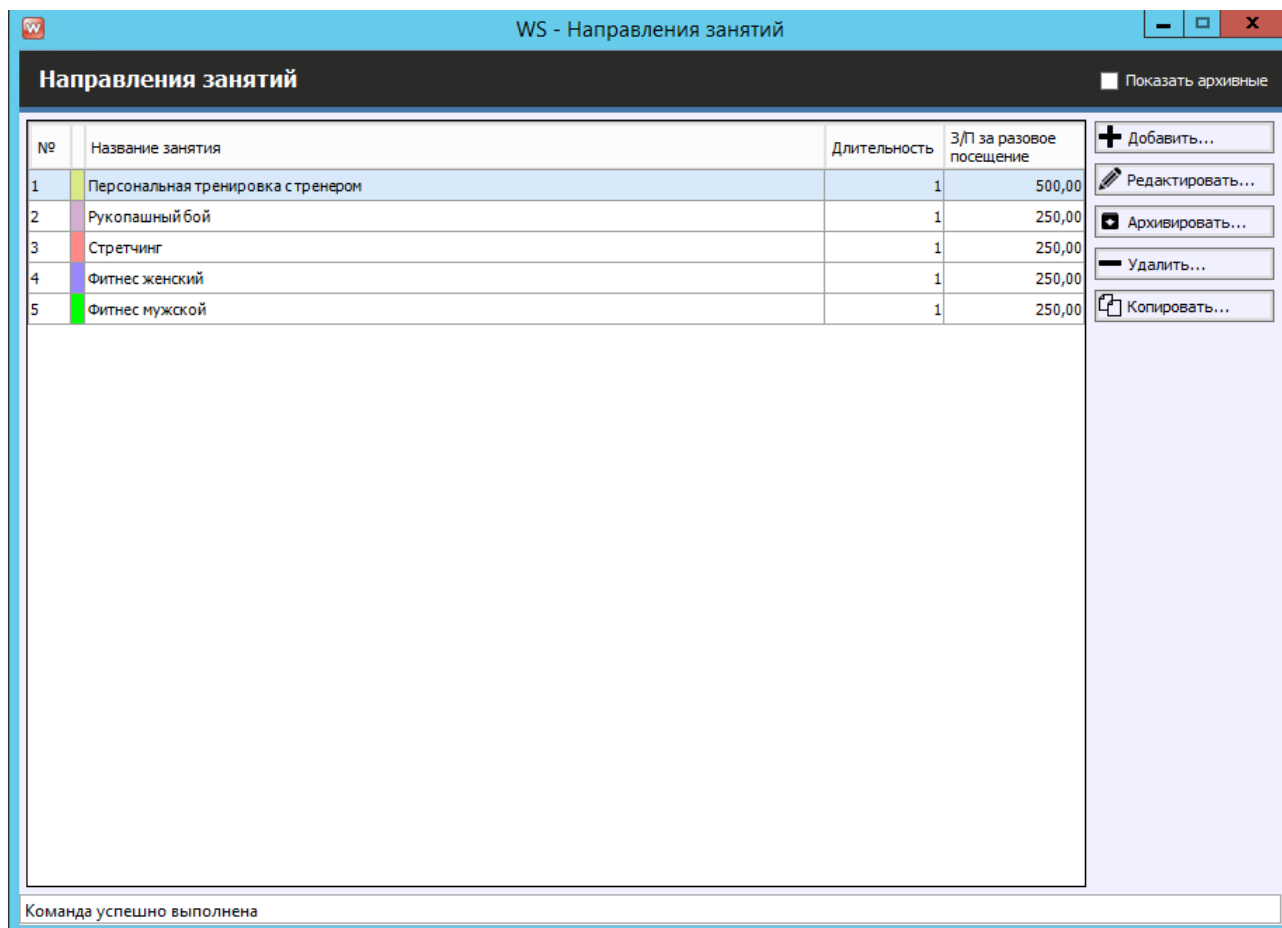 WS - Направления занятий
Направления занятий
Показать архивные
№ Название занятия Длительность З/П за разовое посещение
1 Персональная тренировка с тренером 1 500,00
2 Рукопашный бой 1 250,00
3 Стретчинг 1 250,00
4 Фитнес женский 1 250,00
5 Фитнес мужской 1 250,00
Добавить...
Редактировать...
Архивировать...
Удалить...
Копировать...
Команда успешно выполнена